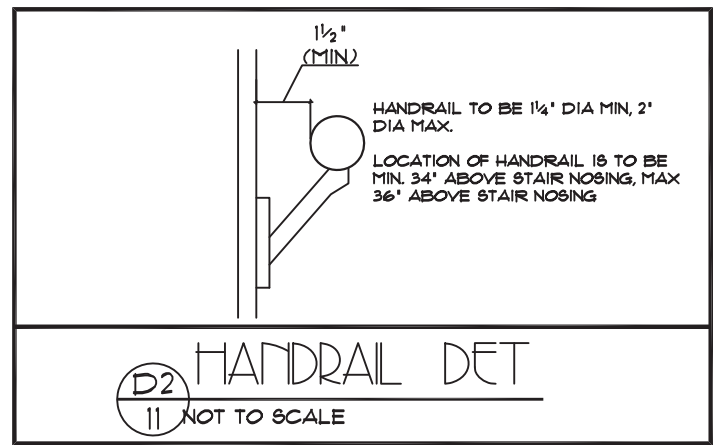 1½"
(MIN)
HANDRAIL TO BE 1¼" DIA MIN, 2"
DIA MAX.
LOCATION OF HANDRAIL IS TO BE
MIN. 34" ABOVE STAIR NOSING, MAX
36" ABOVE STAIR NOSING
HANDRAIL DET
D2
11 NOT TO SCALE